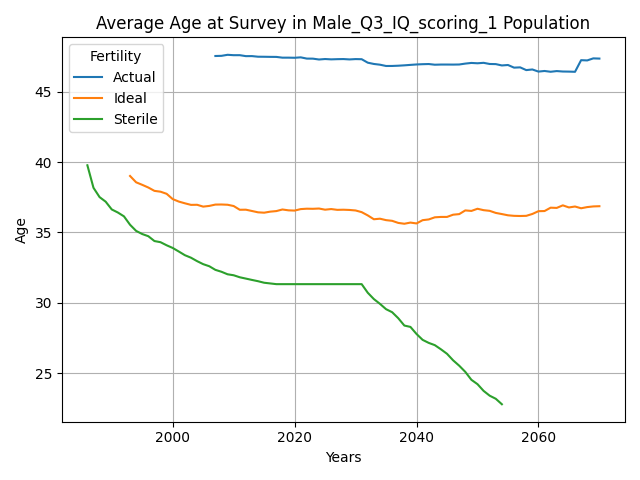 Average Age at Survey in Male_Q3_IQ_scoring_1 Population
Fertility
Actual
Ideal
Sterile
45
40
35
30
25
Age
2000
2020
2040
2060
Years